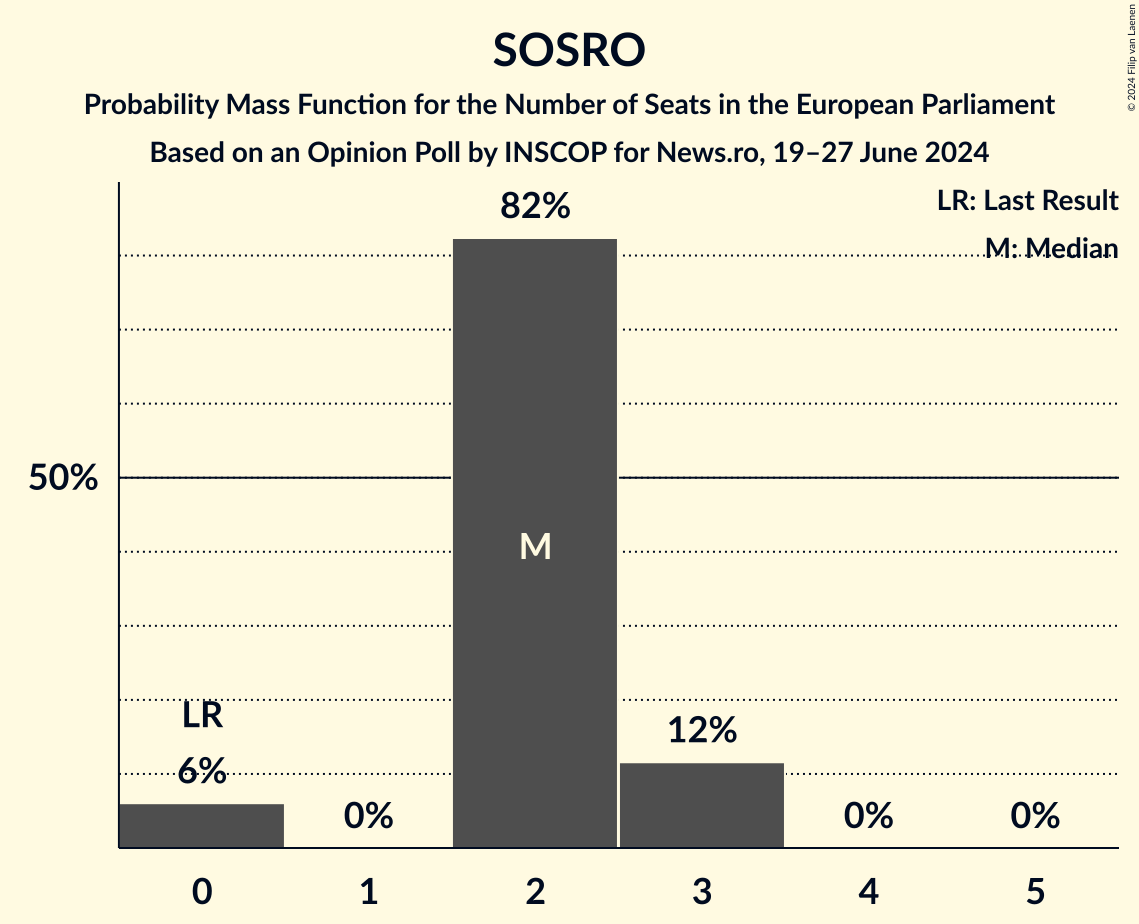 SOSRO
Probability Mass Function for the Number of Seats in the European Parliament
Based on an Opinion Poll by INSCOP for News.ro, 19–27 June 2024
© 2024 Filip van Laenen
LR: Last Result
M: Median
82%
50%
M
LR
6%
0%
12%
0%
0%
0 1 2 3 4 5